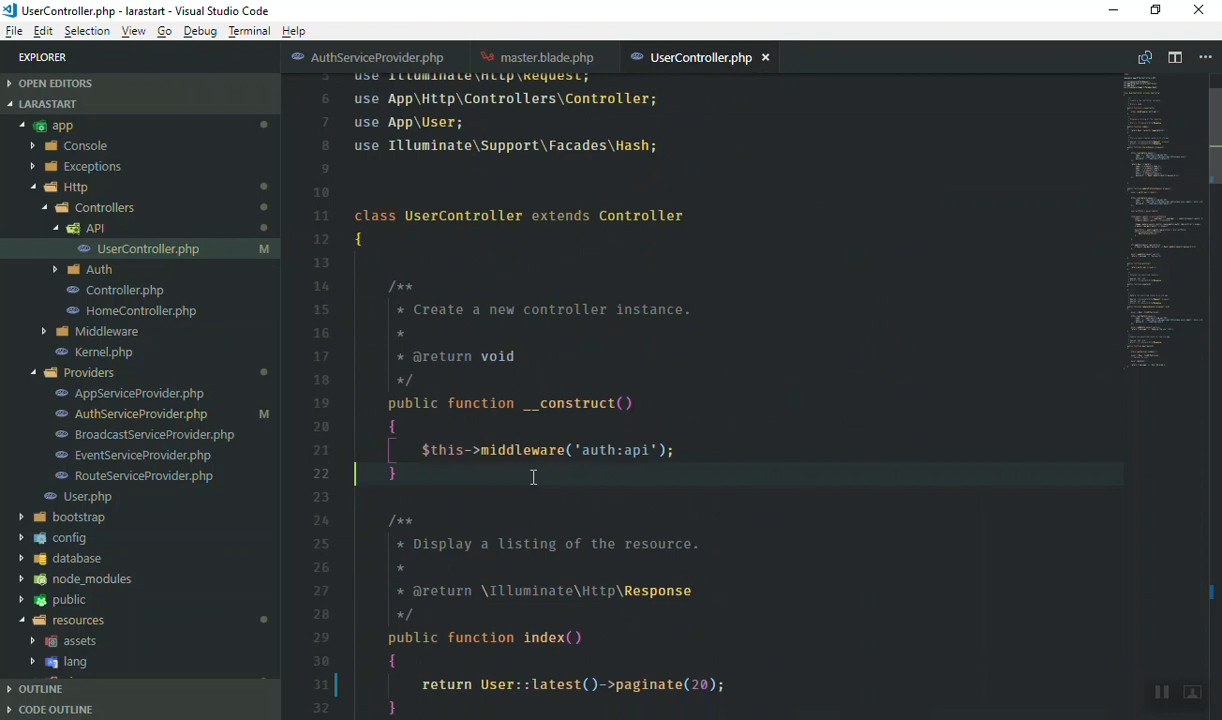 UserController.php - larastart - Visual Studio Code
File Edit Selection View Go Debug Terminal Help
EXPLORER
OPEN EDITORS
LARASTART
app
Console
Exceptions
Http
Controllers
API
UserController.php M
Auth
Controller.php
HomeController.php
Middleware
Kernel.php
Providers
AppServiceProvider.php
AuthServiceProvider.php M
BroadcastServiceProvider.php
EventServiceProvider.php
RouteServiceProvider.php
User.php
bootstrap
config
database
node_modules
public
resources
assets
lang
OUTLINE
CODE OUTLINE
AuthServiceProvider.php master.blade.php UserController.php
5 use Illuminate\Http\Request;
6 use App\Http\Controllers\Controller;
7 use App\User;
8 use Illuminate\Support\Facades\Hash;
9
10
11 class UserController extends Controller
12 {
13
14 /**
15 * Create a new controller instance.
16 *
17 * @return void
18 */
19 public function __construct()
20 {
21 $this->middleware('auth:api');
22 }
23
24 /**
25 * Display a listing of the resource.
26 *
27 * @return \Illuminate\Http\Response
28 */
29 public function index()
30 {
31 return User::latest()->paginate(20);
32 }